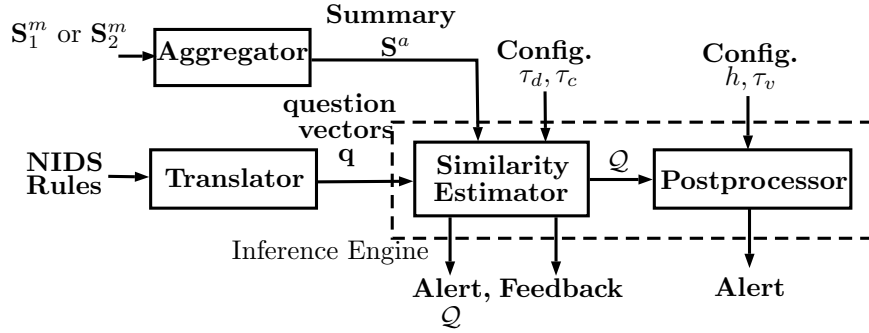 Summary
S₁ᵐ or S₂ᵐ
Aggregator
Sᵃ
Config.
τ_d, τ_c
Config.
h, τ_v
question
vectors
q
NIDS
Rules
Translator
Similarity
Estimator
𝒬
Postprocessor
Inference Engine
Alert, Feedback
𝒬
Alert